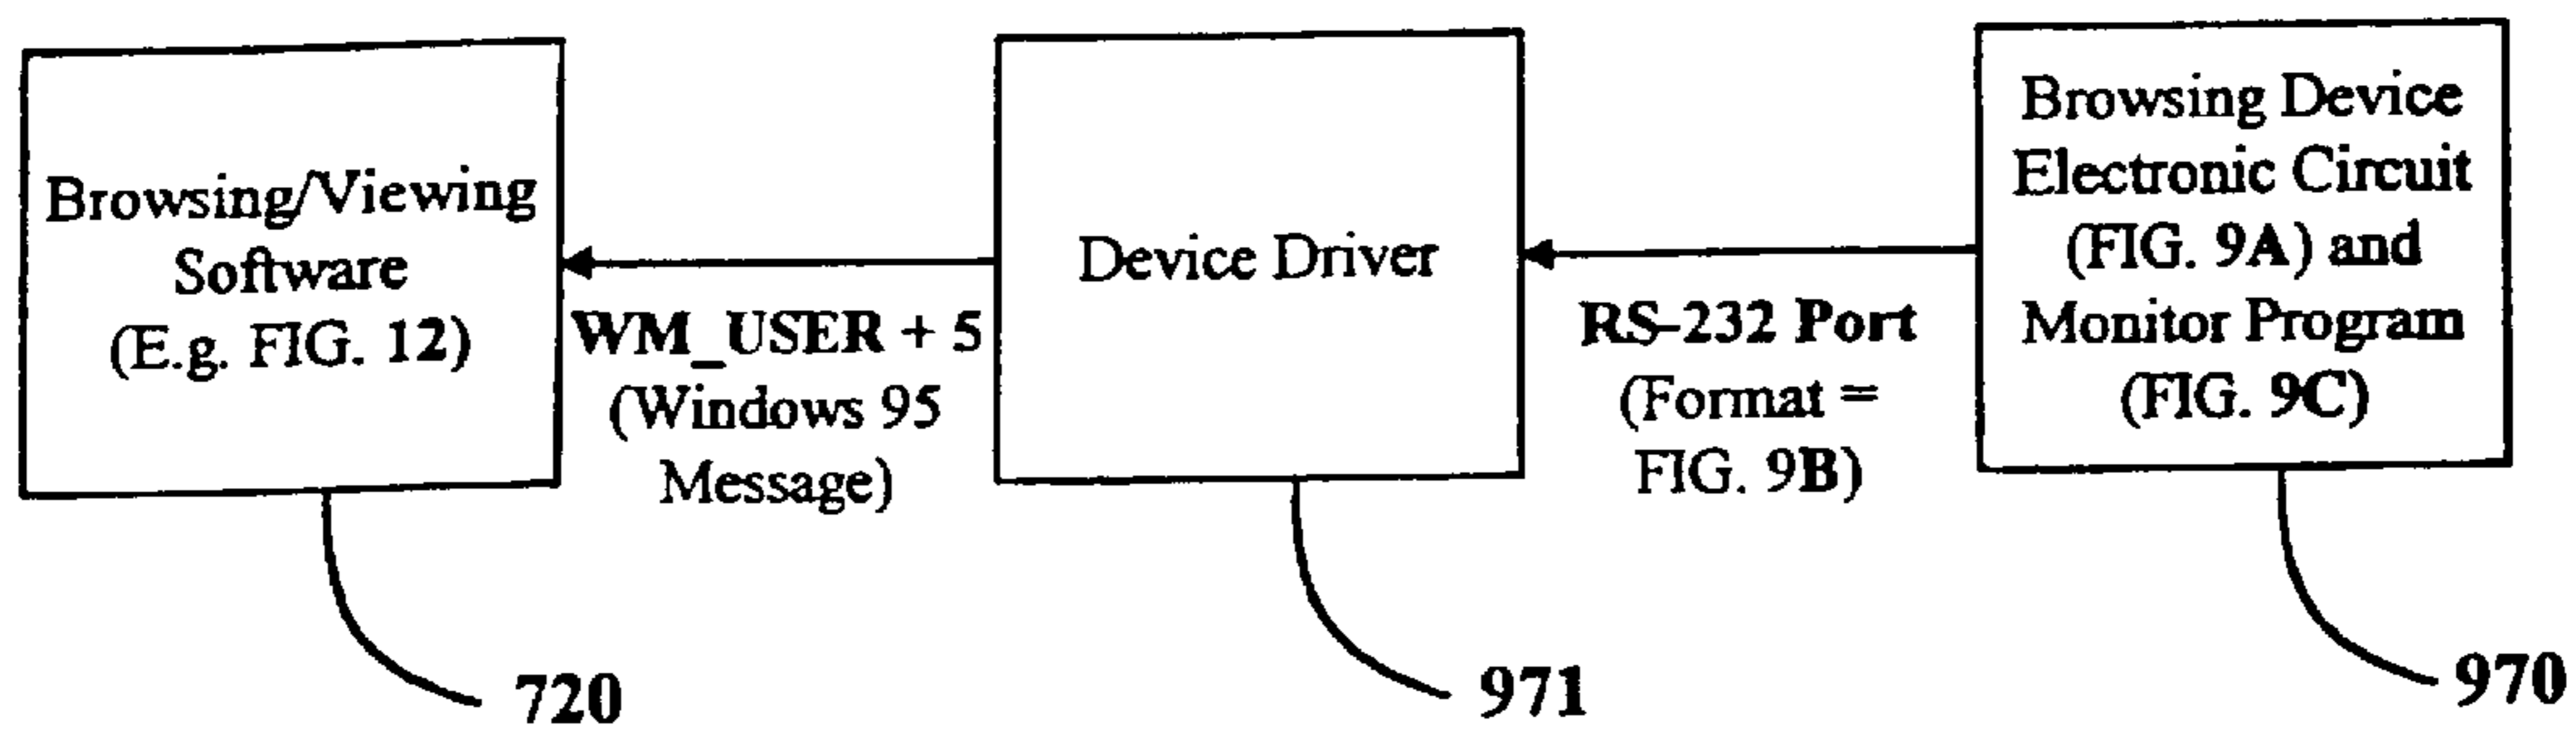 Browsing/Viewing
Software
(E.g. FIG. 12)
WM_USER + 5
(Windows 95
Message)
Device Driver
RS-232 Port
(Format =
FIG. 9B)
Browsing Device
Electronic Circuit
(FIG. 9A) and
Monitor Program
(FIG. 9C)
720
971
970